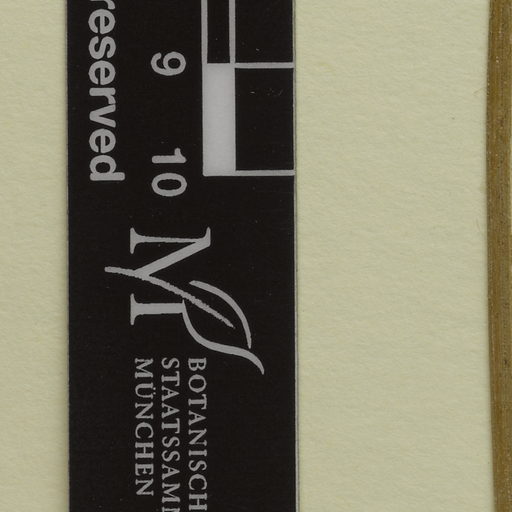 reserved
9 10
M
BOTANISCH
STAATSSAM
MÜNCHEN